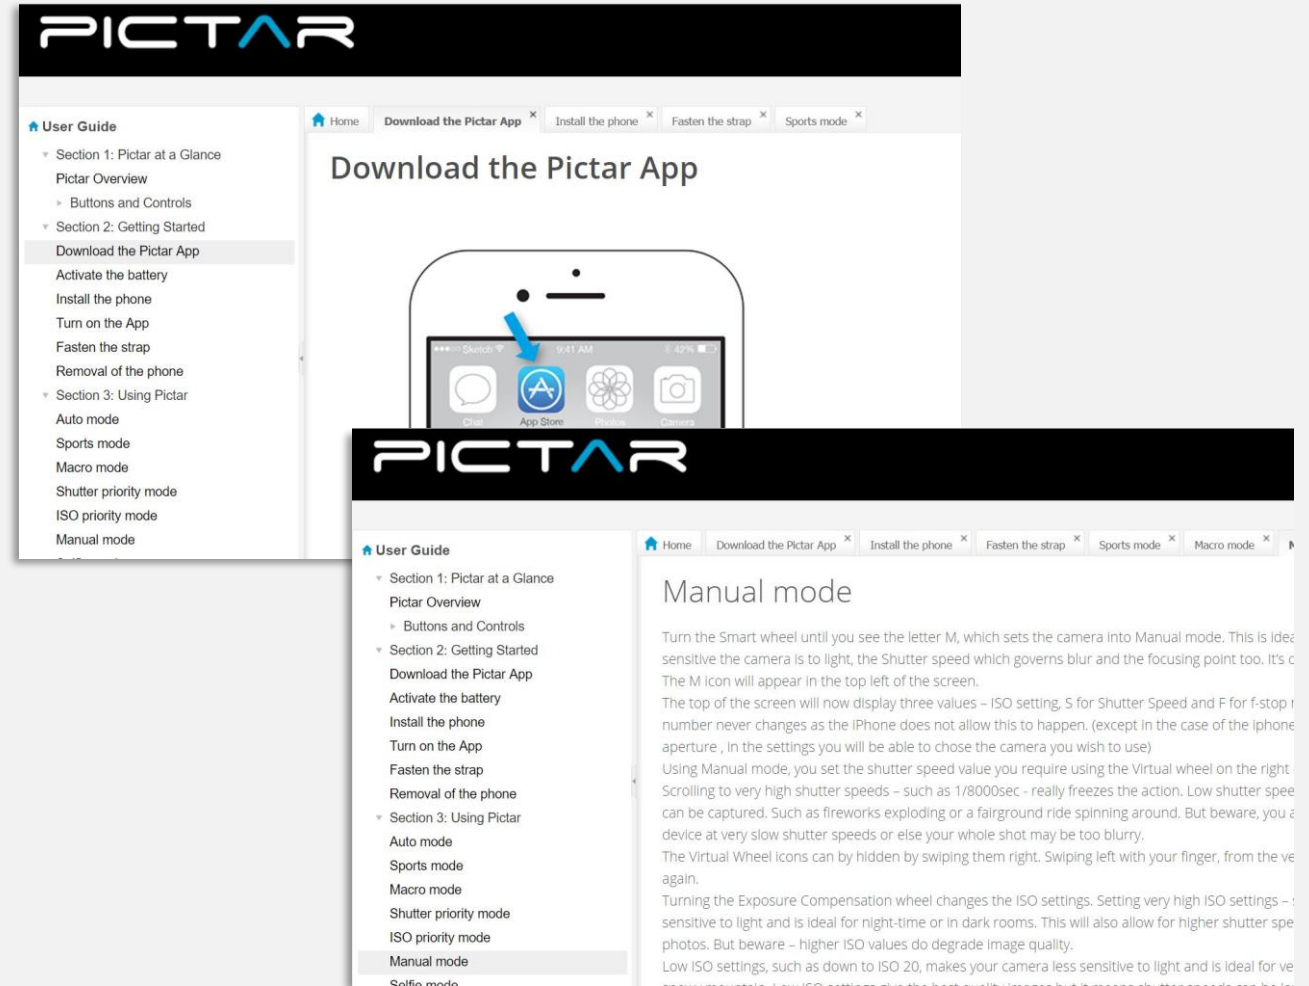 PICTAR
User Guide
Section 1: Pictar at a Glance
Pictar Overview
Buttons and Controls
Section 2: Getting Started
Download the Pictar App
Activate the battery
Install the phone
Turn on the App
Fasten the strap
Removal of the phone
Section 3: Using Pictar
Auto mode
Sports mode
Macro mode
Shutter priority mode
ISO priority mode
Manual mode
Home Download the Pictar App Install the phone Fasten the strap Sports mode
Download the Pictar App
Sketch 9:41 AM 42%
Chat App Store Photos Camera
PICTAR
User Guide
Section 1: Pictar at a Glance
Pictar Overview
Buttons and Controls
Section 2: Getting Started
Download the Pictar App
Activate the battery
Install the phone
Turn on the App
Fasten the strap
Removal of the phone
Section 3: Using Pictar
Auto mode
Sports mode
Macro mode
Shutter priority mode
ISO priority mode
Manual mode
Selfie mode
Home Download the Pictar App Install the phone Fasten the strap Sports mode Macro mode
Manual mode
Turn the Smart wheel until you see the letter M, which sets the camera into Manual mode. This is
sensitive the camera is to light, the Shutter speed which governs blur and the focusing point too. It's
The M icon will appear in the top left of the screen.
The top of the screen will now display three values – ISO setting, S for Shutter Speed and F for f-stop
number never changes as the iPhone does not allow this to happen. (except in the case of the iphone
aperture , in the settings you will be able to chose the camera you wish to use)
Using Manual mode, you set the shutter speed value you require using the Virtual wheel on the right
Scrolling to very high shutter speeds – such as 1/8000sec - really freezes the action. Low shutter
can be captured. Such as fireworks exploding or a fairground ride spinning around. But beware, you
device at very slow shutter speeds or else your whole shot may be too blurry.
The Virtual Wheel icons can by hidden by swiping them right. Swiping left with your finger, from the
again.
Turning the Exposure Compensation wheel changes the ISO settings. Setting very high ISO settings –
sensitive to light and is ideal for night-time or in dark rooms. This will also allow for higher shutter
photos. But beware – higher ISO values do degrade image quality.
Low ISO settings, such as down to ISO 20, makes your camera less sensitive to light and is ideal for